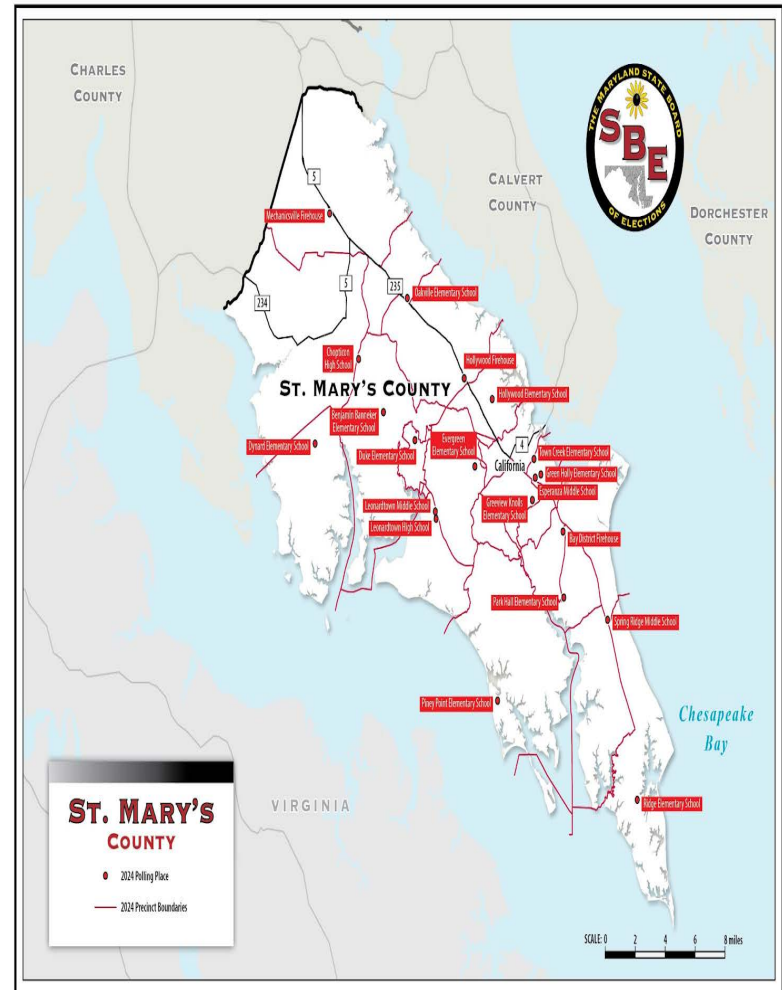 CHARLES
COUNTY
THE MARYLAND STATE BOARD
SBE
OF ELECTIONS
CALVERT
COUNTY
DORCHESTER
COUNTY
5
Mechanicsville Firehouse
5
235
234
Oakville Elementary School
Chopticon
High School
Hollywood Firehouse
ST. MARY'S COUNTY
Hollywood Elementary School
Benjamin Banneker
Elementary School
Dynard Elementary School
Duke Elementary School
Evergreen
Elementary School
4
California
Town Creek Elementary School
Green Holly Elementary School
Esperanza Middle School
Greeview Knolls
Elementary School
Leonardtown Middle School
Leonardtown High School
Bay District Firehouse
Park Hall Elementary School
Spring Ridge Middle School
Piney Point Elementary School
Chesapeake
Bay
Ridge Elementary School
VIRGINIA
ST. MARY'S
COUNTY
2024 Polling Place
2024 Precinct Boundaries
SCALE: 0 2 4 6 8 miles